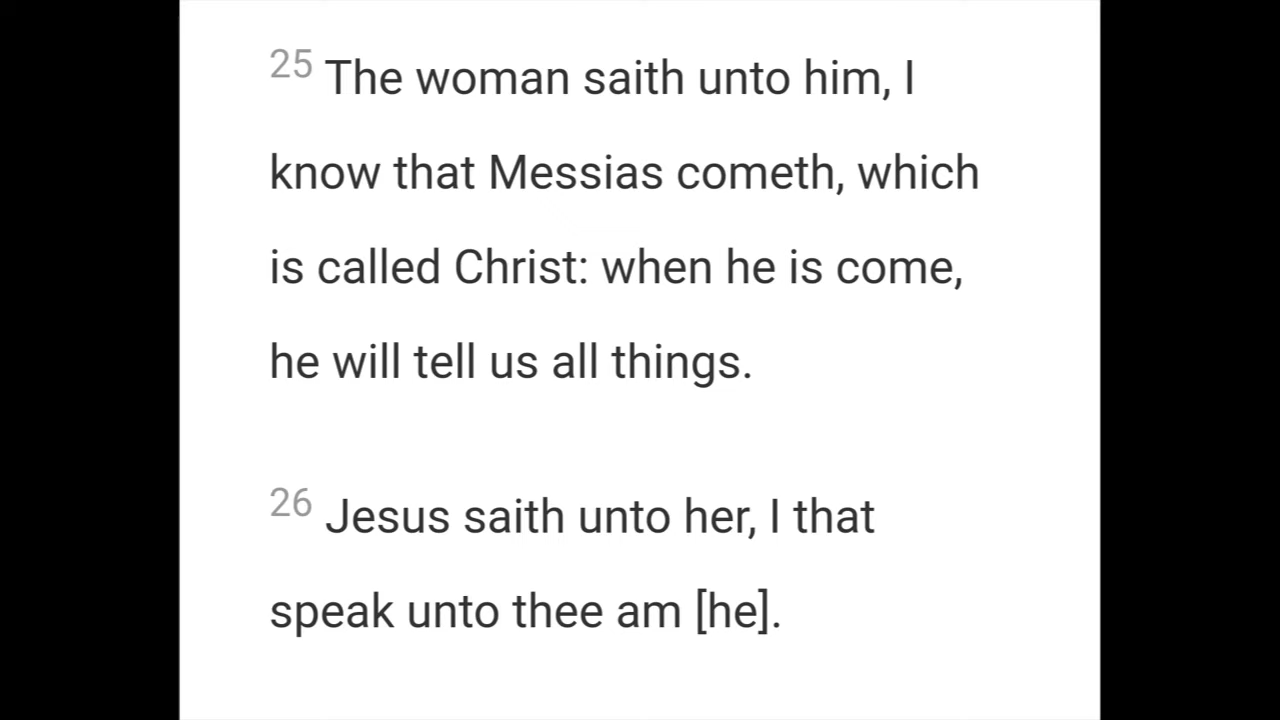 25 The woman saith unto him, I
know that Messias cometh, which
is called Christ: when he is come,
he will tell us all things.
26 Jesus saith unto her, I that
speak unto thee am [he].